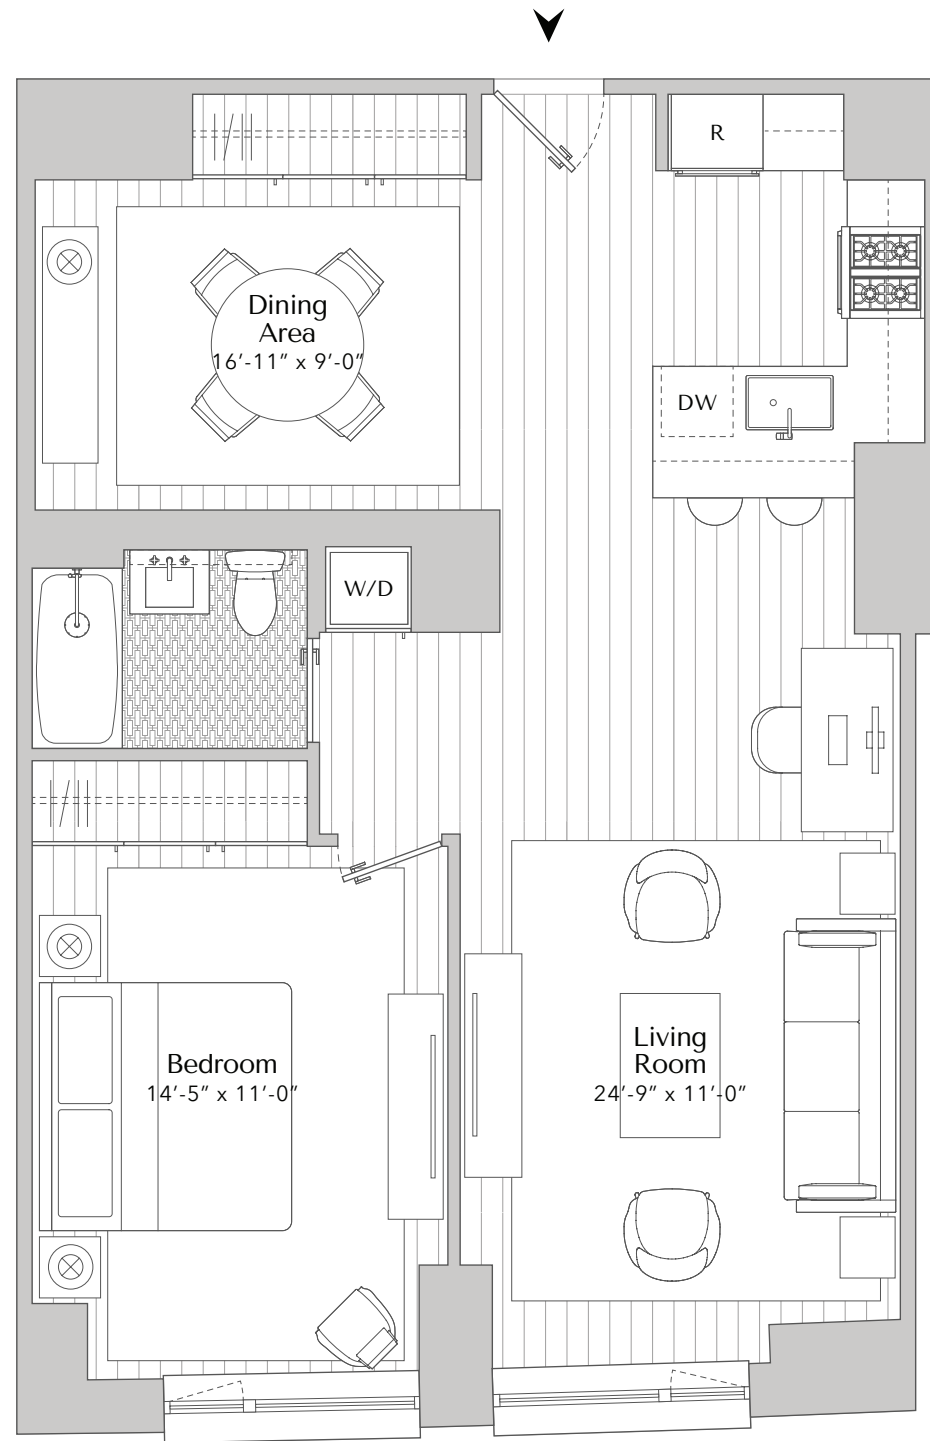 R
Dining
Area
16′-11″ x 9′-0″
DW
W/D
Living
Room
24′-9″ x 11′-0″
Bedroom
14′-5″ x 11′-0″